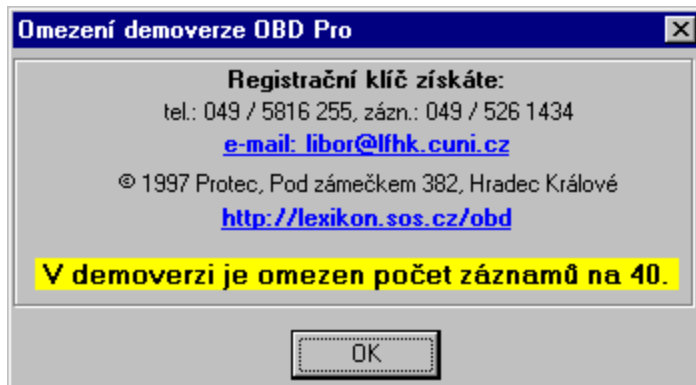 Omezení demoverze OBD Pro
Registrační klíč získáte:
tel.: 049 / 5816 255, zázn.: 049 / 526 1434
e-mail: libor@lfhk.cuni.cz
© 1997 Protec, Pod zámečkem 382, Hradec Králové
http://lexikon.sos.cz/obd
V demoverzi je omezen počet záznamů na 40.
OK